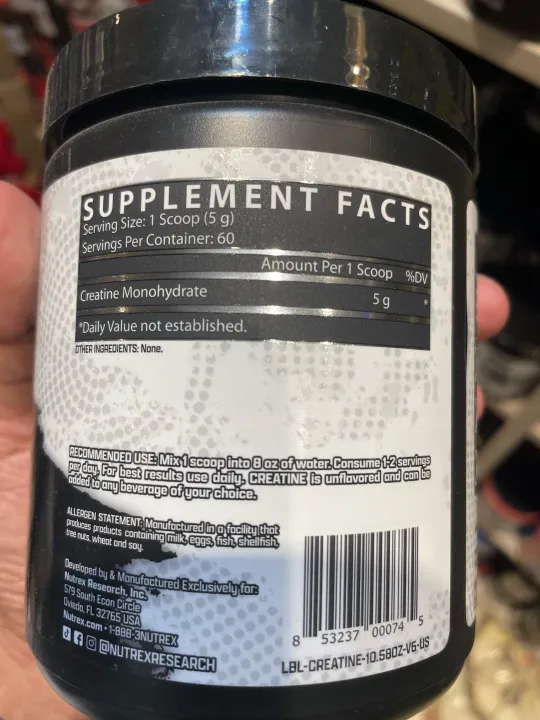 SUPPLEMENT FACTS
Serving Size: 1 Scoop (5 g)
Servings Per Container: 60
Amount Per 1 Scoop %DV
Creatine Monohydrate 5 g *
*Daily Value not established.
OTHER INGREDIENTS: None.
RECOMMENDED USE: Mix 1 scoop into 8 oz of water. Consume 1-2 servings
per day. For best results use daily. CREATINE is unflavored and can be
added to any beverage of your choice.
ALLERGEN STATEMENT: Manufactured in a facility that
produces products containing milk, eggs, fish, shellfish,
tree nuts, wheat and soy.
Developed by & Manufactured Exclusively for:
Nutrex Research, Inc.
579 South Econ Circle
Oviedo, FL 32765 USA
Nutrex.com • 1-888-3NUTREX
@NUTREXRESEARCH
8 53237 00074 5
LBL-CREATINE-10.58OZ-V6-US